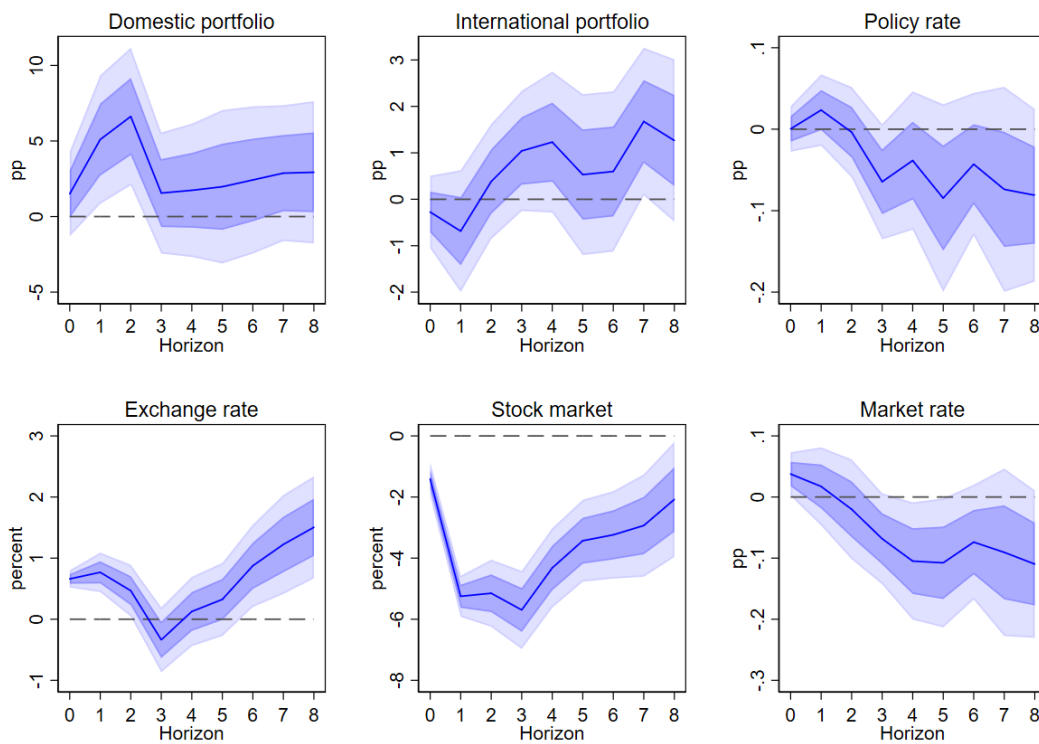 Domestic portfolio
International portfolio
Policy rate
pp
10
5
0
-5
0 1 2 3 4 5 6 7 8
Horizon
pp
3
2
1
0
-1
-2
0 1 2 3 4 5 6 7 8
Horizon
pp
.1
0
-.1
-.2
0 1 2 3 4 5 6 7 8
Horizon
Exchange rate
Stock market
Market rate
percent
3
2
1
0
-1
0 1 2 3 4 5 6 7 8
Horizon
percent
0
-2
-4
-6
-8
0 1 2 3 4 5 6 7 8
Horizon
pp
.1
0
-.1
-.2
-.3
0 1 2 3 4 5 6 7 8
Horizon